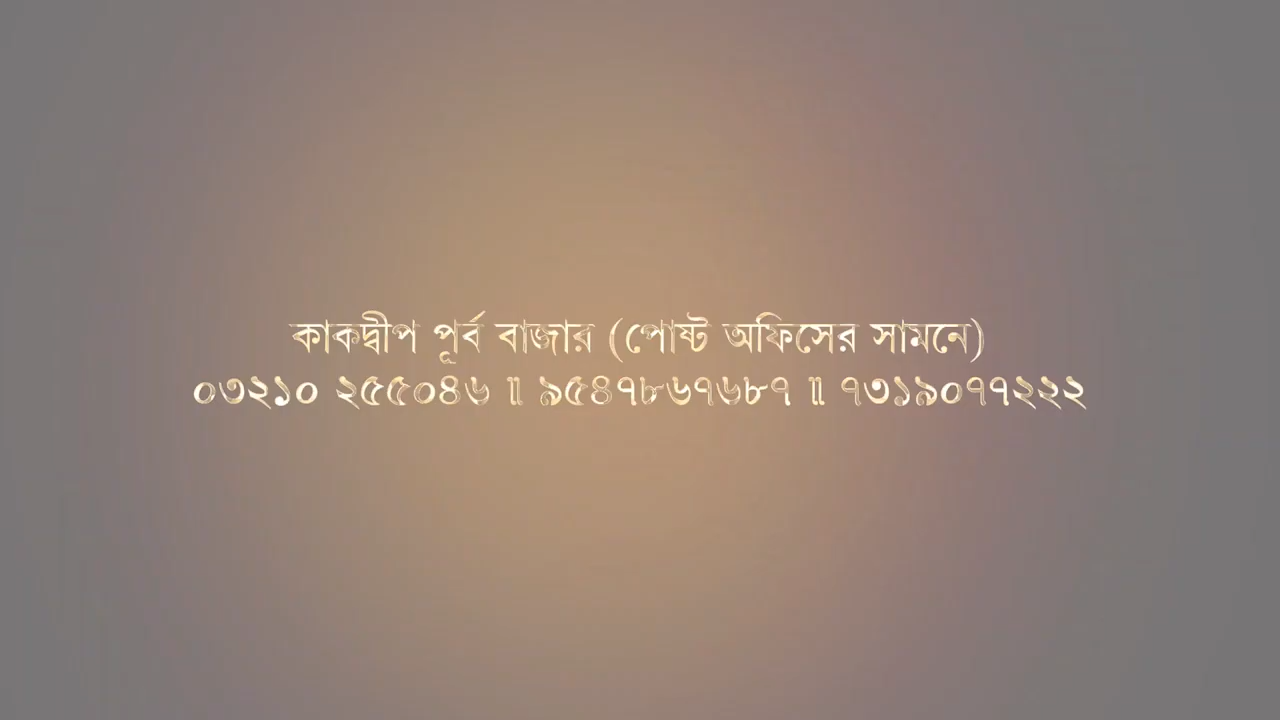 কাকদ্বীপ পূর্ব বাজার (পোষ্ট অফিসের সামনে)
০৩২১০ ২৫৫০৪৬ ॥ ৯৫৪৭৮৬৭৬৮৭ ॥ ৭৩১৯০৭৭২২২